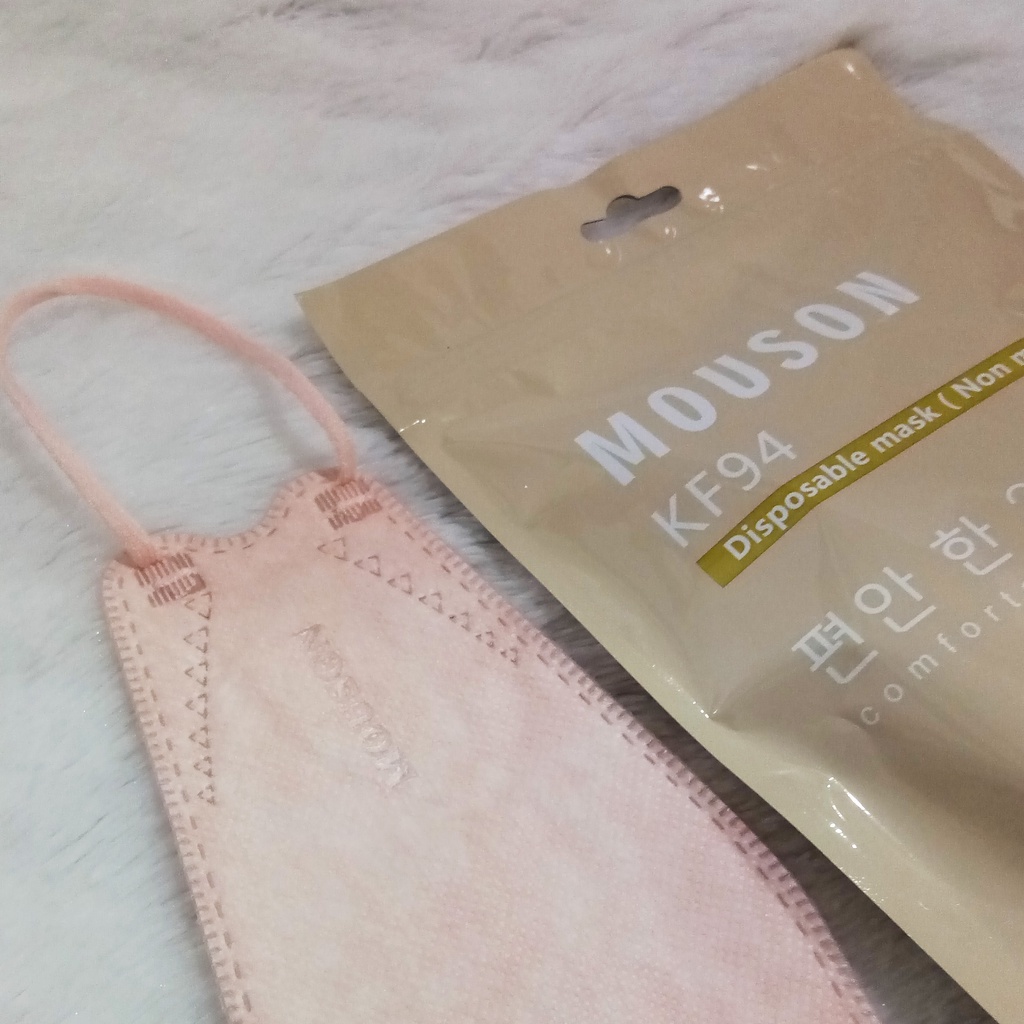 MOUSON
KF94
Disposable mask ( Non m
편안한
comfort